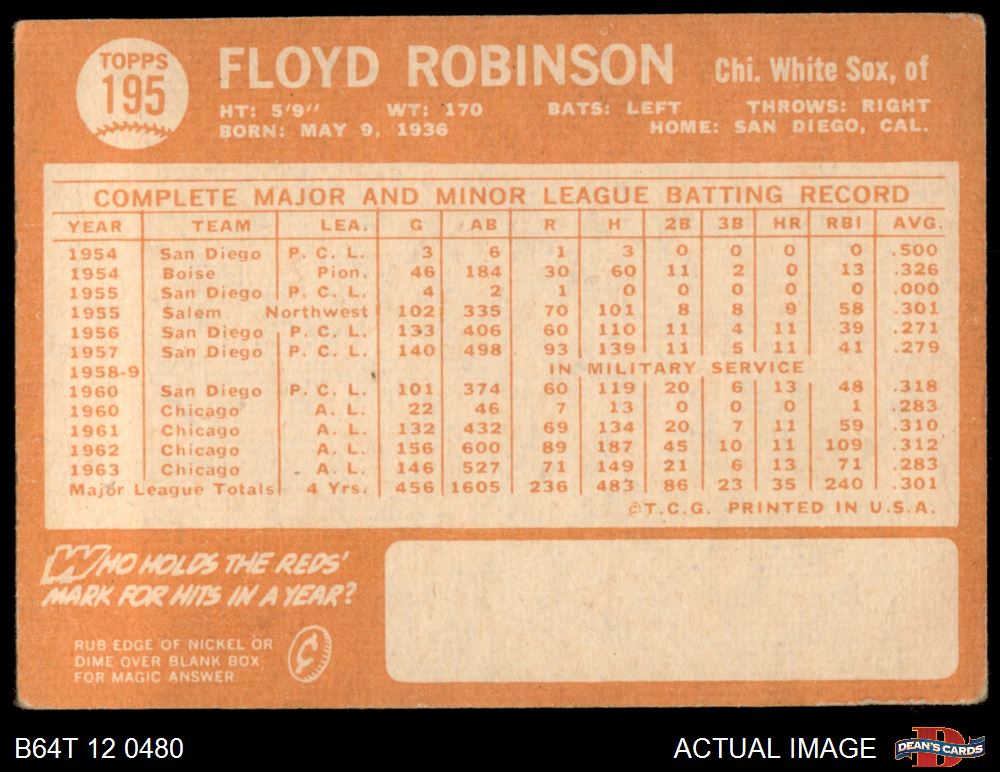 TOPPS
195
FLOYD ROBINSON Chi. White Sox, of
HT: 5'9" WT: 170 BATS: LEFT THROWS: RIGHT
BORN: MAY 9, 1936 HOME: SAN DIEGO, CAL.
COMPLETE MAJOR AND MINOR LEAGUE BATTING RECORD
YEAR TEAM LEA. G AB R H 2B 3B HR RBI AVG.
1954 San Diego P. C. L. 3 6 1 3 0 0 0 0 .500
1954 Boise Pion. 46 184 30 60 11 2 0 13 .326
1955 San Diego P. C. L. 4 2 1 0 0 0 0 0 .000
1955 Salem Northwest 102 335 70 101 8 8 9 58 .301
1956 San Diego P. C. L. 133 406 60 110 11 4 11 39 .271
1957 San Diego P. C. L. 140 498 93 139 11 5 11 41 .279
1958-9 IN MILITARY SERVICE
1960 San Diego P. C. L. 101 374 60 119 20 6 13 48 .318
1960 Chicago A. L. 22 46 7 13 0 0 0 1 .283
1961 Chicago A. L. 132 432 69 134 20 7 11 59 .310
1962 Chicago A. L. 156 600 89 187 45 10 11 109 .312
1963 Chicago A. L. 146 527 71 149 21 6 13 71 .283
Major League Totals 4 Yrs. 456 1605 236 483 86 23 35 240 .301
©T.C.G. PRINTED IN U.S.A.
WHO HOLDS THE REDS'
MARK FOR HITS IN A YEAR?
RUB EDGE OF NICKEL OR
DIME OVER BLANK BOX
FOR MAGIC ANSWER
B64T 12 0480 ACTUAL IMAGE DEAN'S CARDS